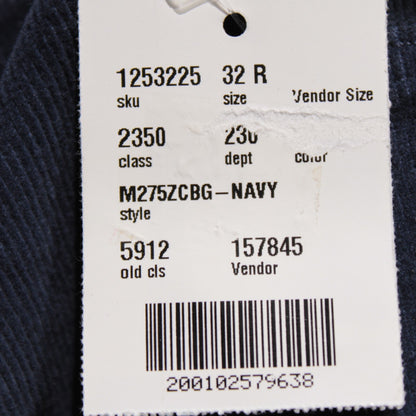 1253225 32 R
sku size Vendor Size
2350 230
class dept color
M275ZCBG-NAVY
style
5912 157845
old cls Vendor
200102579638